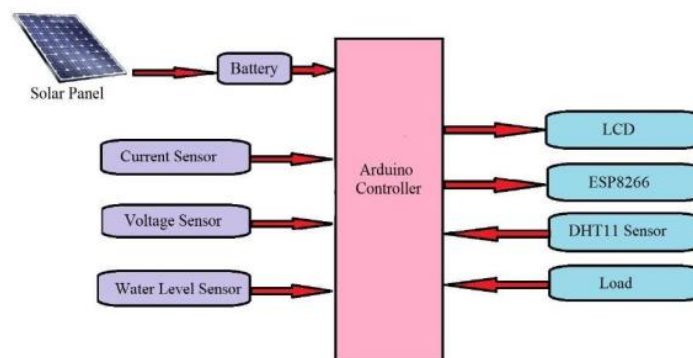 Solar Panel
Battery
Current Sensor
Voltage Sensor
Water Level Sensor
Arduino
Controller
LCD
ESP8266
DHT11 Sensor
Load